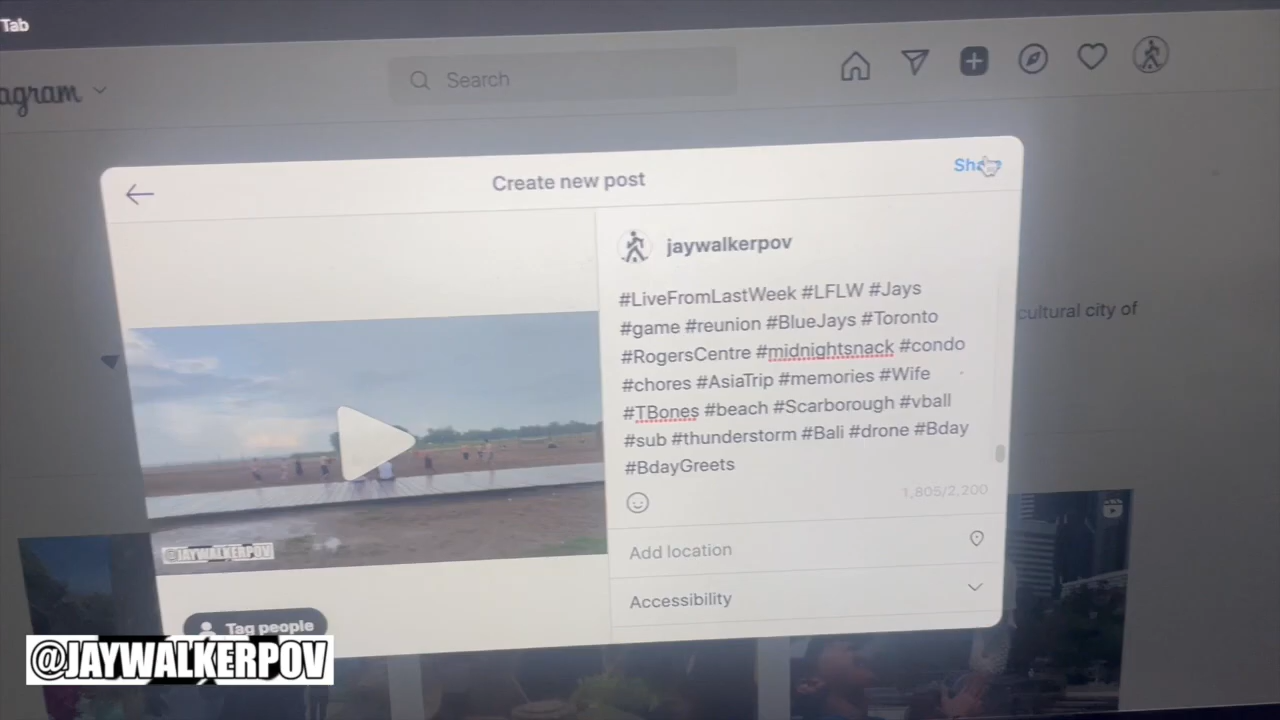 Tab
agram
Search
Create new post
Share
jaywalkerpov
#LiveFromLastWeek #LFLW #Jays
#game #reunion #BlueJays #Toronto
#RogersCentre #midnightsnack #condo
#chores #AsiaTrip #memories #Wife
#TBones #beach #Scarborough #vball
#sub #thunderstorm #Bali #drone #Bday
#BdayGreets
1,805/2,200
cultural city of
Add location
Accessibility
@JAYWALKERPOV
Tag people
@JAYWALKERPOV